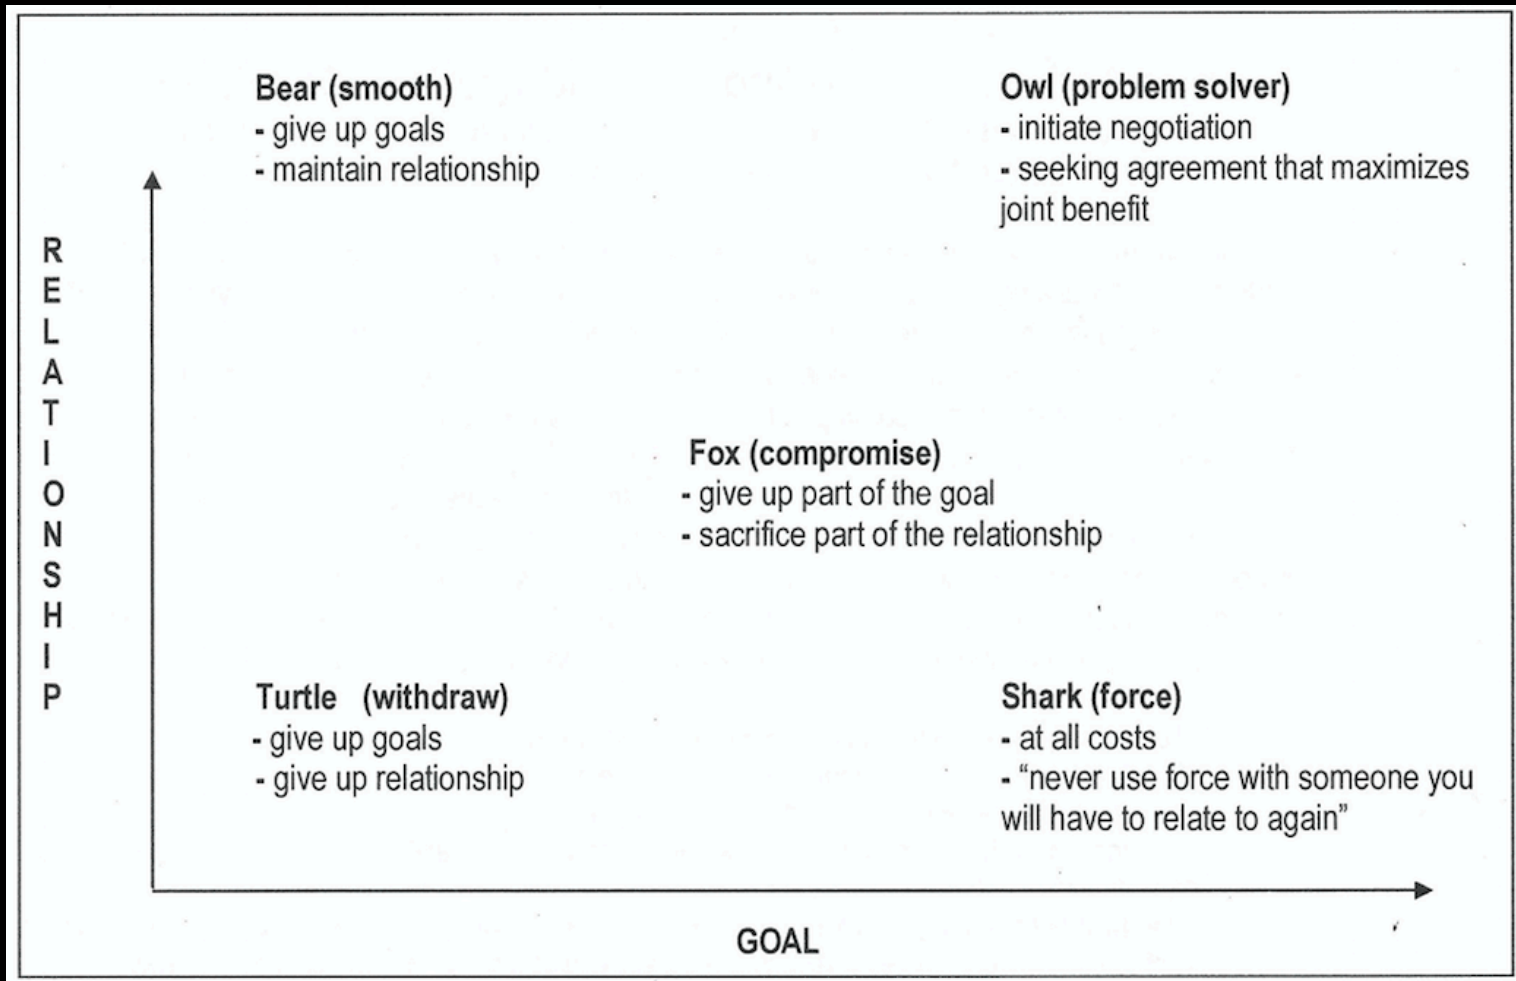 Bear (smooth)
- give up goals
- maintain relationship
Owl (problem solver)
- initiate negotiation
- seeking agreement that maximizes
joint benefit
RELATIONSHIP
Fox (compromise)
- give up part of the goal
- sacrifice part of the relationship
Turtle (withdraw)
- give up goals
- give up relationship
Shark (force)
- at all costs
- “never use force with someone you
will have to relate to again”
GOAL